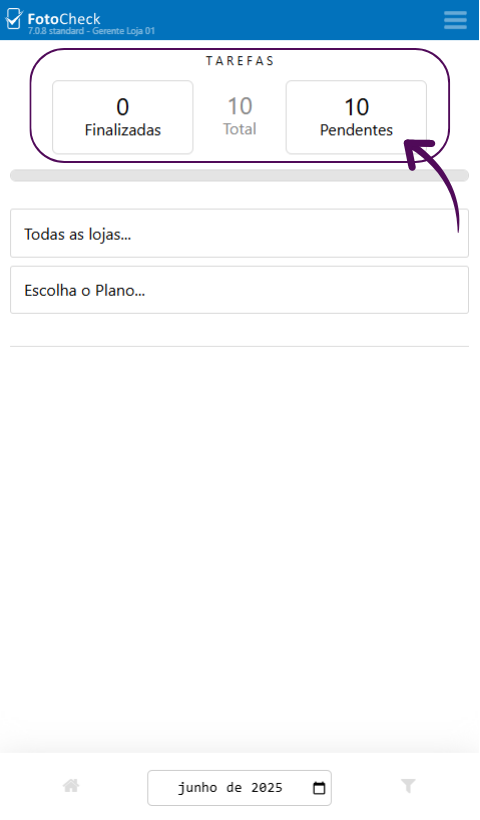 FotoCheck
7.0.8 standard - Gerente Loja 01
TAREFAS
0
Finalizadas
10
Total
10
Pendentes
Todas as lojas...
Escolha o Plano...
junho de 2025